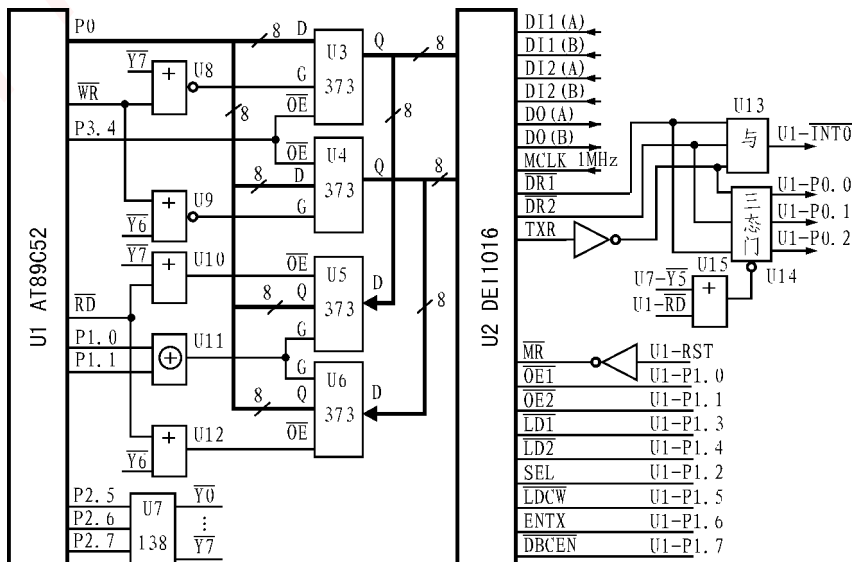 P0
8
D
U3
Q
8
373
Y7
+
U8
G
8
WR
OE
P3.4
8
OE
U4
Q
D
8
373
8
+
U9
G
Y6
Y7
+
U10
OE
U5
D
Q
8
373
8
RD
G
P1.0
U11
P1.1
G
U6
D
Q
8
373
+
U12
OE
Y6
P2.5
P2.6
P2.7
U7
138
Y0
⋮
Y7
U1 AT89C52
U2 DEI1016
DI1(A)
DI1(B)
DI2(A)
DI2(B)
DO(A)
DO(B)
MCLK 1MHz
DR1
DR2
TXR
U13
与
U1-INT0
三态门
U1-P0.0
U1-P0.1
U1-P0.2
U14
U15
U7-Y5
+
U1-RD
MR U1-RST
OE1 U1-P1.0
OE2 U1-P1.1
LD1 U1-P1.3
LD2 U1-P1.4
SEL U1-P1.2
LDCW U1-P1.5
ENTX U1-P1.6
DBCEN U1-P1.7